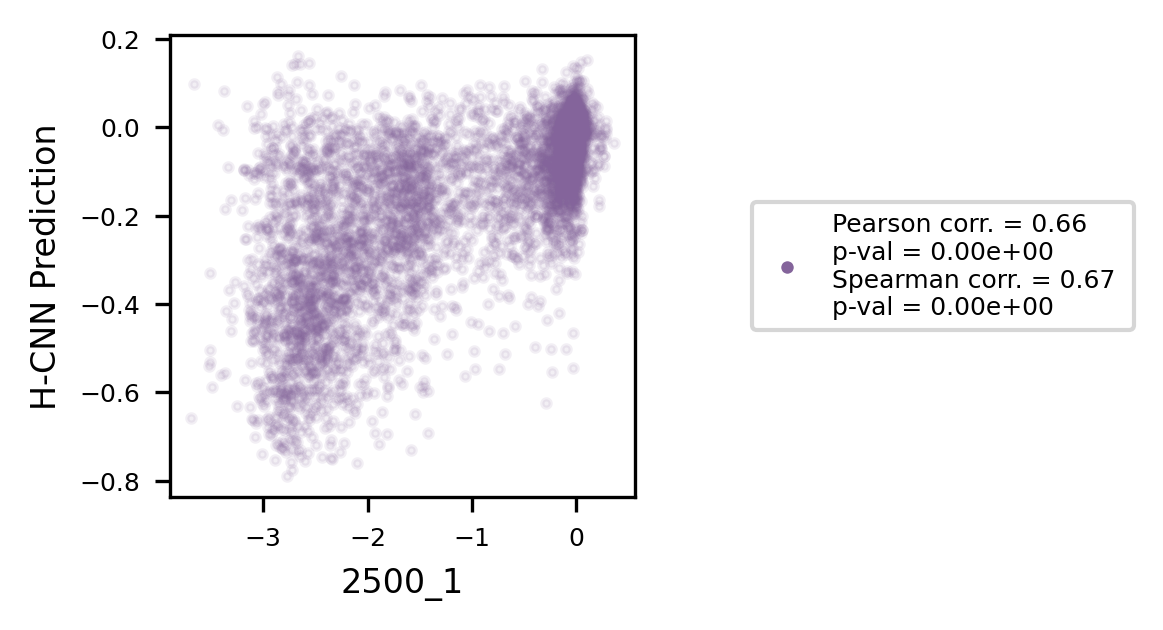 H-CNN Prediction
0.2
0.0
−0.2
−0.4
−0.6
−0.8
−3
−2
−1
0
2500_1
Pearson corr. = 0.66
p-val = 0.00e+00
Spearman corr. = 0.67
p-val = 0.00e+00